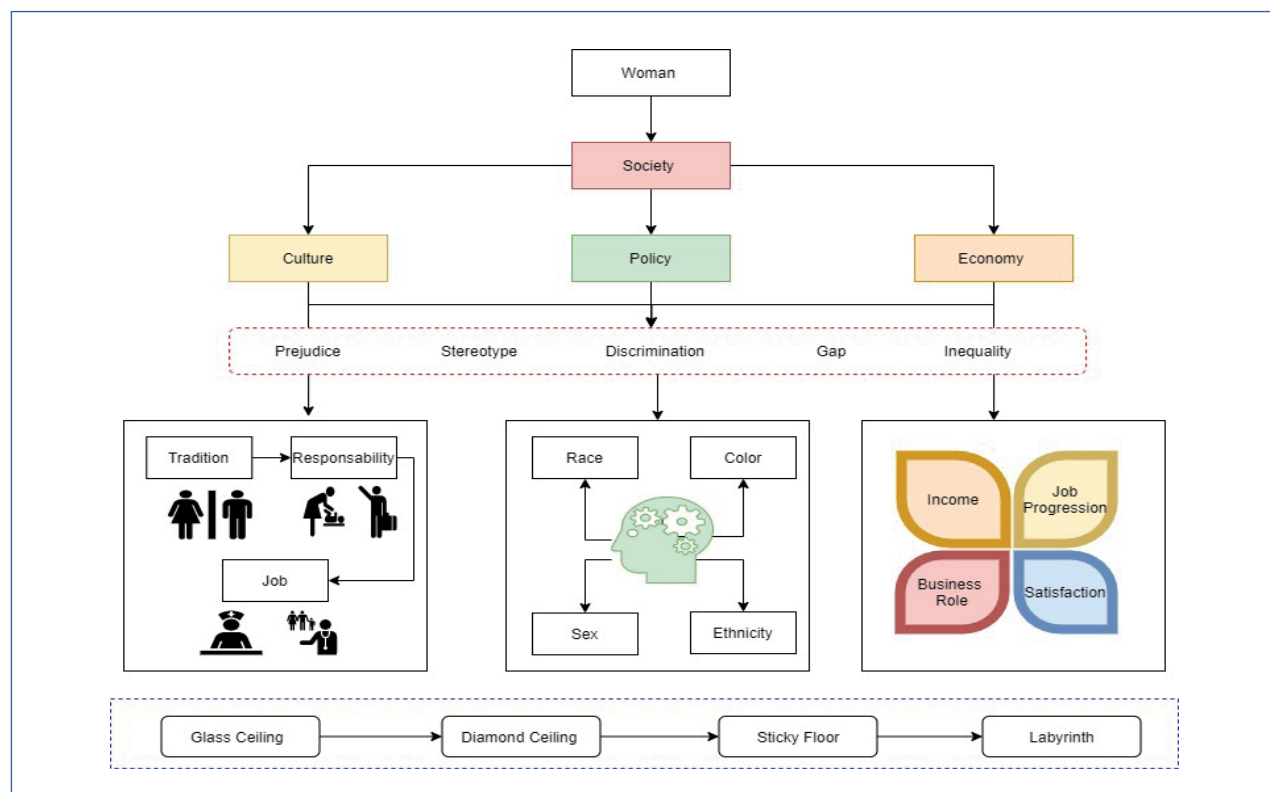 Woman
Society
Culture
Policy
Economy
Prejudice
Stereotype
Discrimination
Gap
Inequality
Tradition
Responsability
Job
Race
Color
Sex
Ethnicity
Income
Job
Progression
Business
Role
Satisfaction
Glass Ceiling
Diamond Ceiling
Sticky Floor
Labyrinth